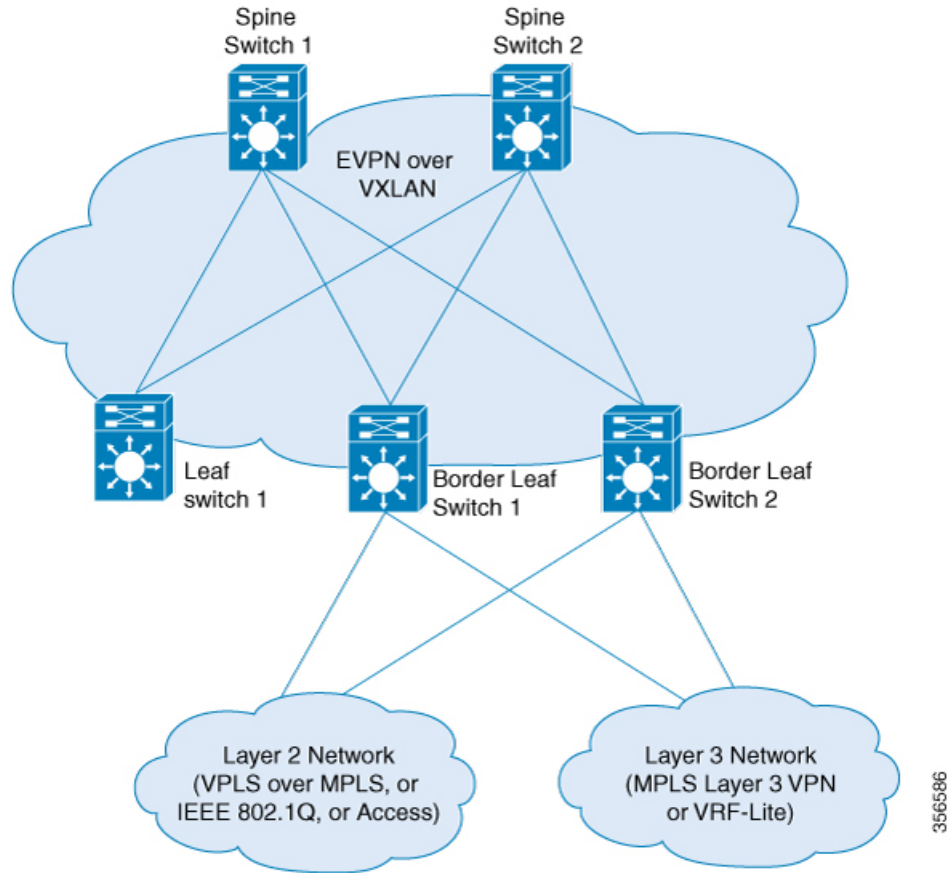 Spine
Switch 1
Spine
Switch 2
EVPN over
VXLAN
Leaf
switch 1
Border Leaf
Switch 1
Border Leaf
Switch 2
Layer 2 Network
(VPLS over MPLS, or
IEEE 802.1Q, or Access)
Layer 3 Network
(MPLS Layer 3 VPN
or VRF-Lite)
356586